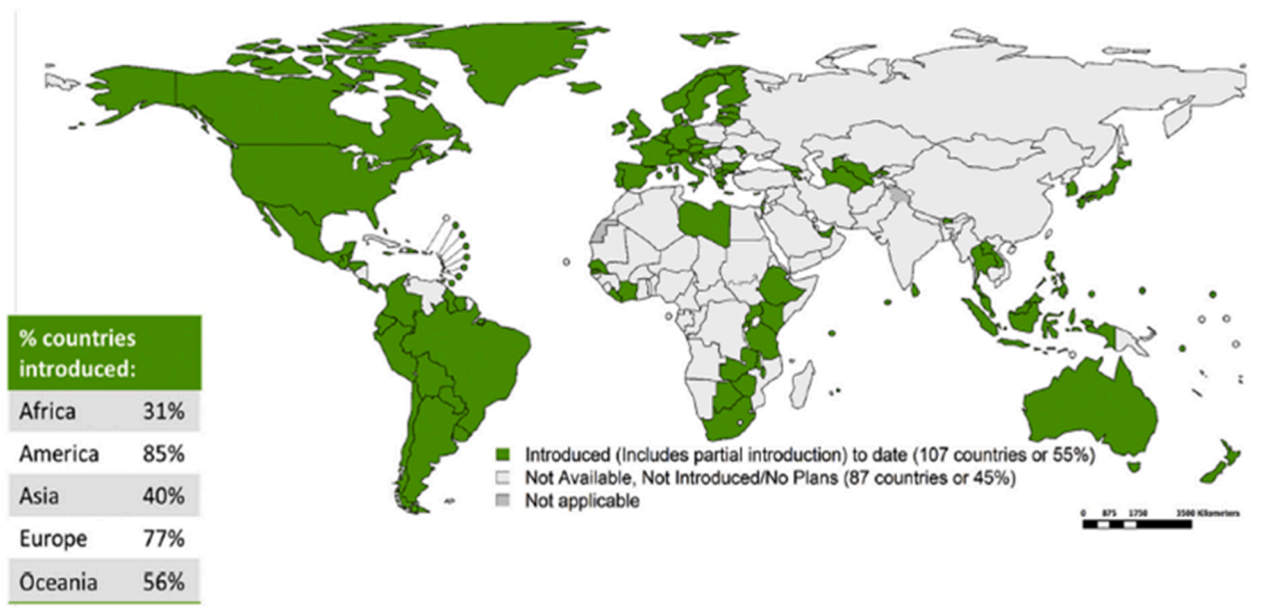 % countries
introduced:
Africa 31%
America 85%
Asia 40%
Europe 77%
Oceania 56%
Introduced (Includes partial introduction) to date (107 countries or 55%)
Not Available, Not Introduced/No Plans (87 countries or 45%)
Not applicable
0 875 1750 3500 Kilometers